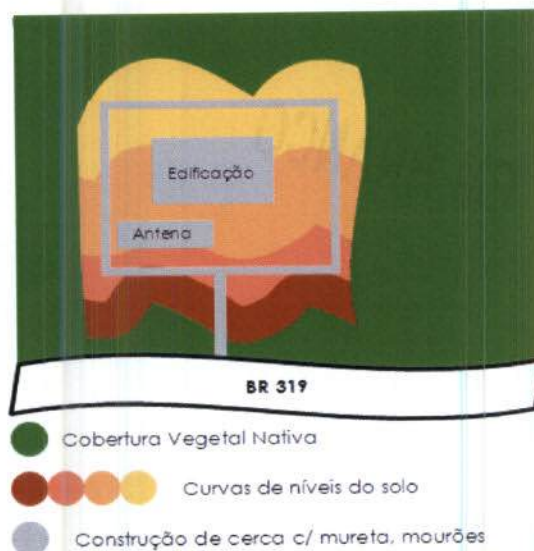 Edificação
Antena
BR 319
Cobertura Vegetal Nativa
Curvas de níveis do solo
Construção de cerca c/ mureta, mourões